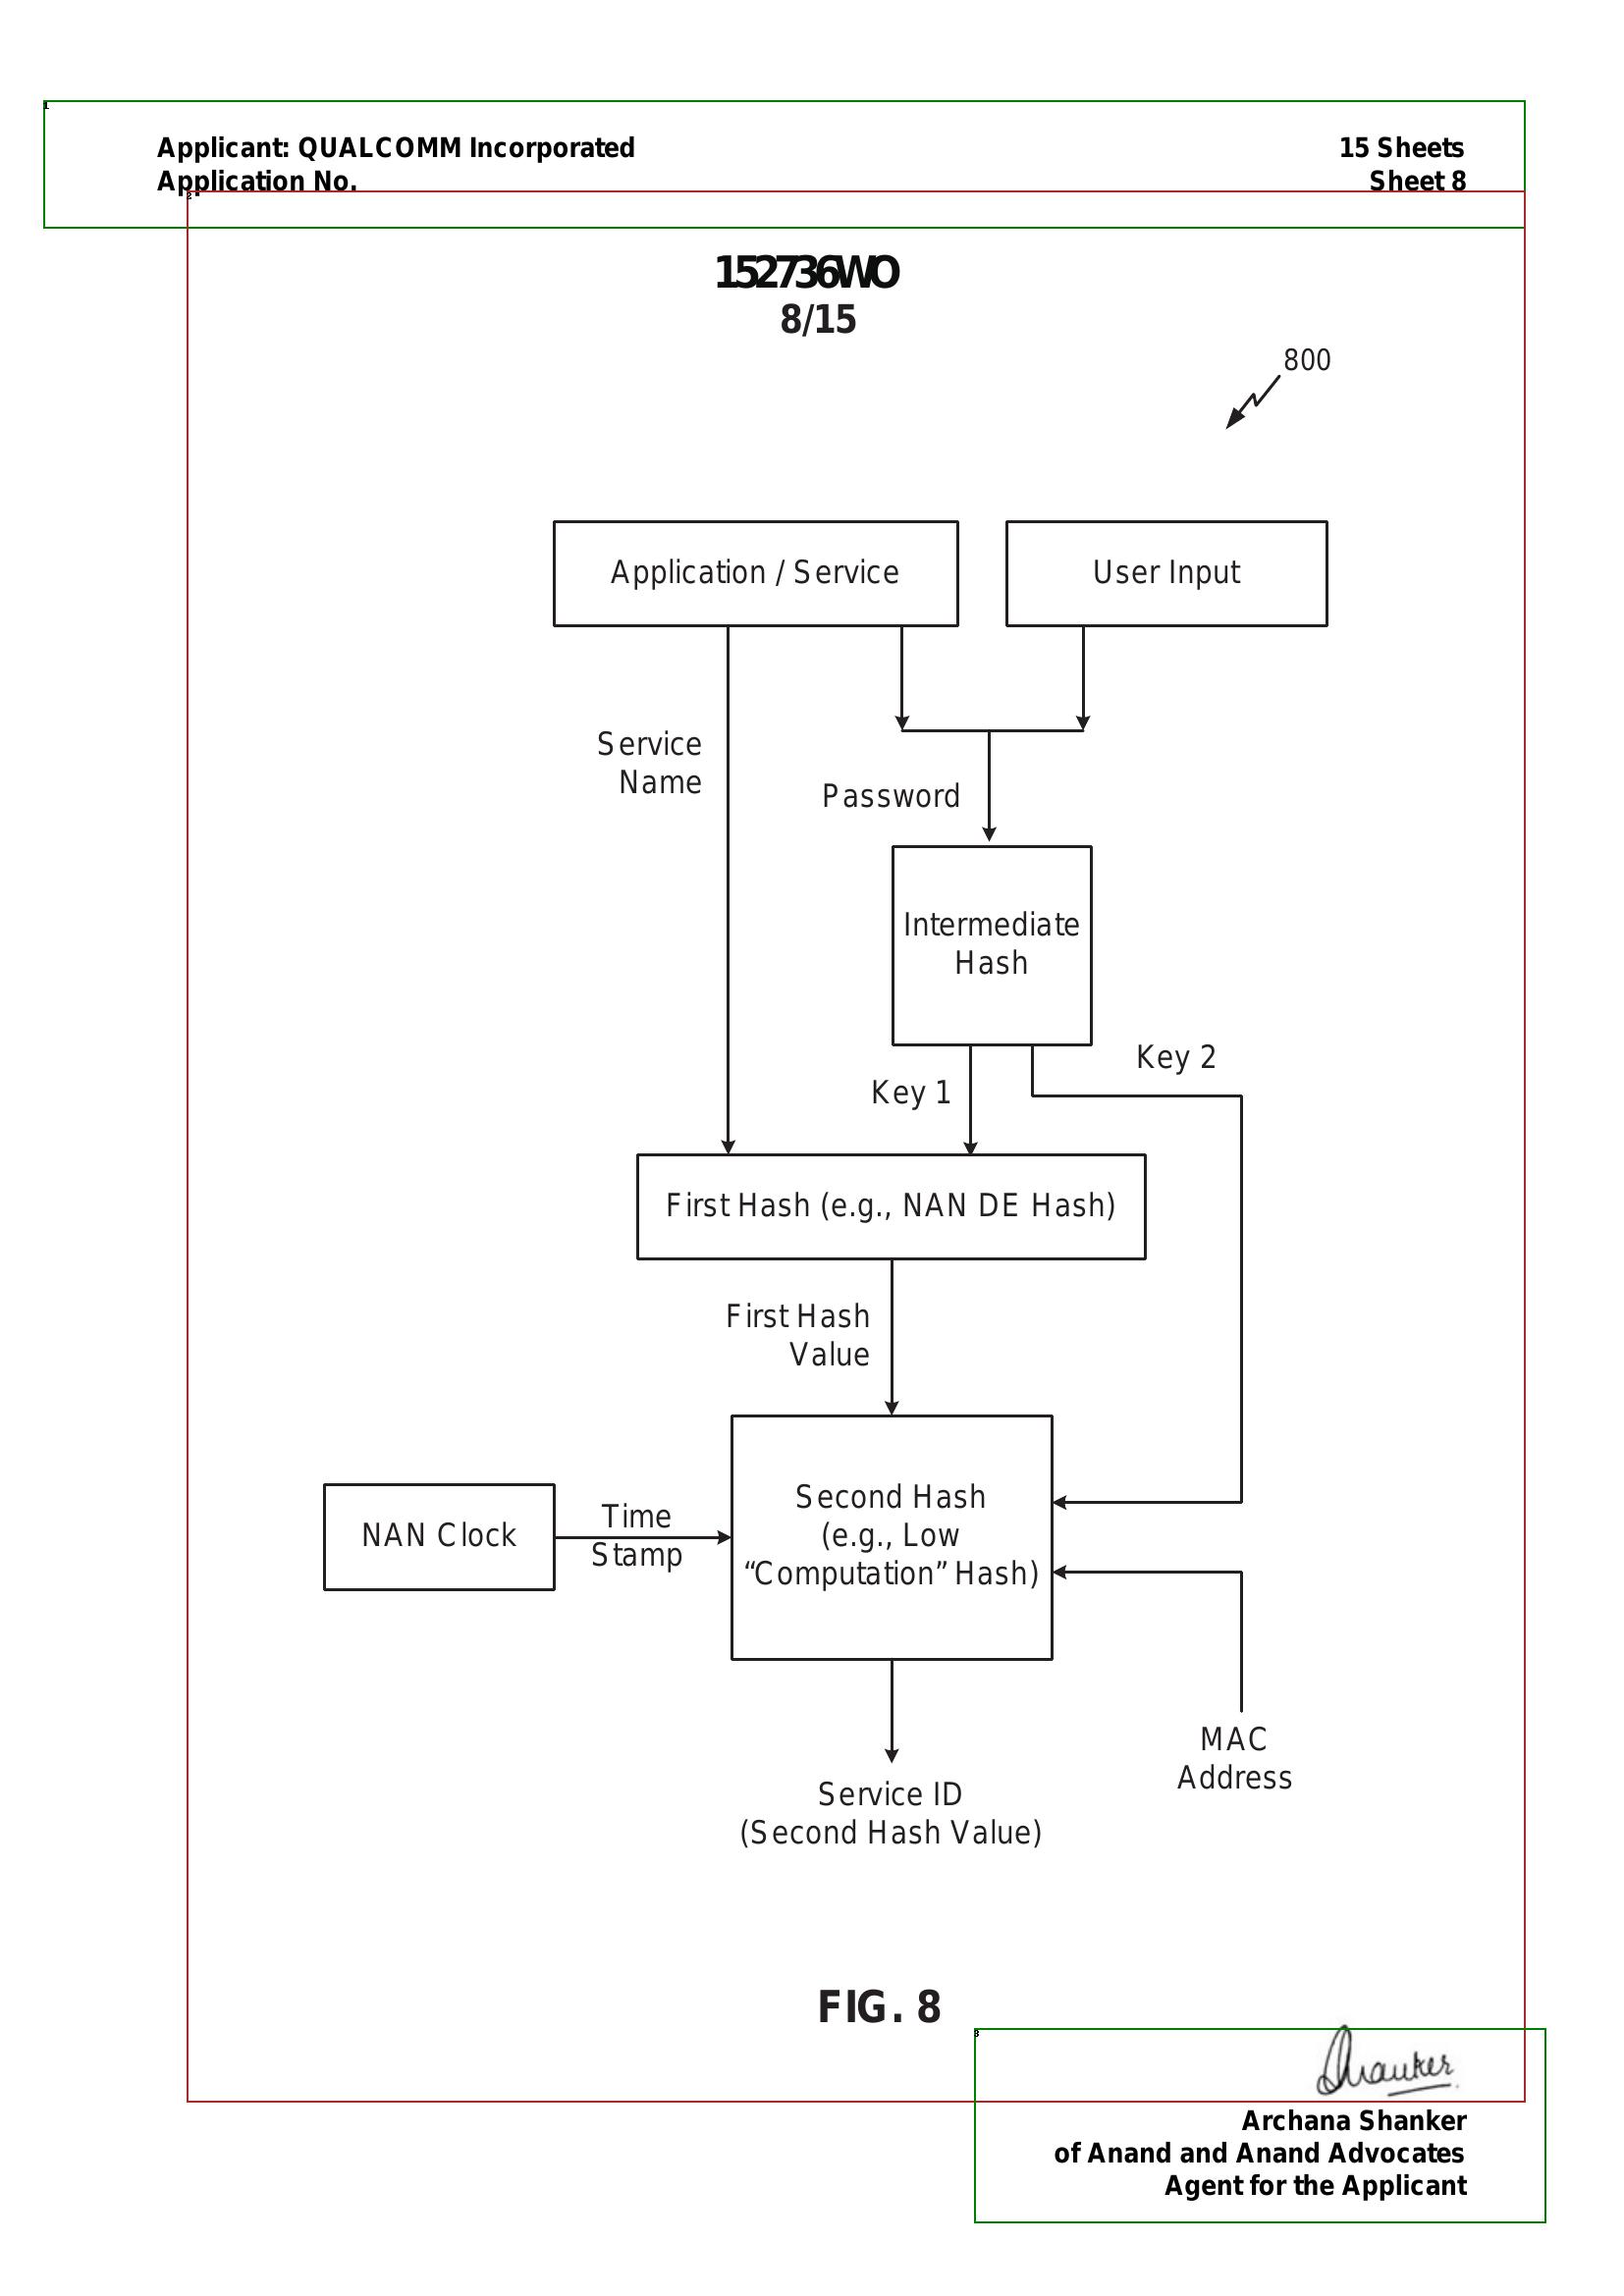 Applicant: QUALCOMM Incorporated
15 Sheets
Application No.
Sheet 8
152736WO
8/15
800
Application / Service
User Input
Service
Name
Password
Intermediate
Hash
Key 2
Key 1
First Hash (e.g., NAN DE Hash)
First Hash
Value
NAN Clock
Time
Stamp
Second Hash
(e.g., Low
“Computation” Hash)
MAC
Address
Service ID
(Second Hash Value)
FIG. 8
Shanker
Archana Shanker
of Anand and Anand Advocates
Agent for the Applicant